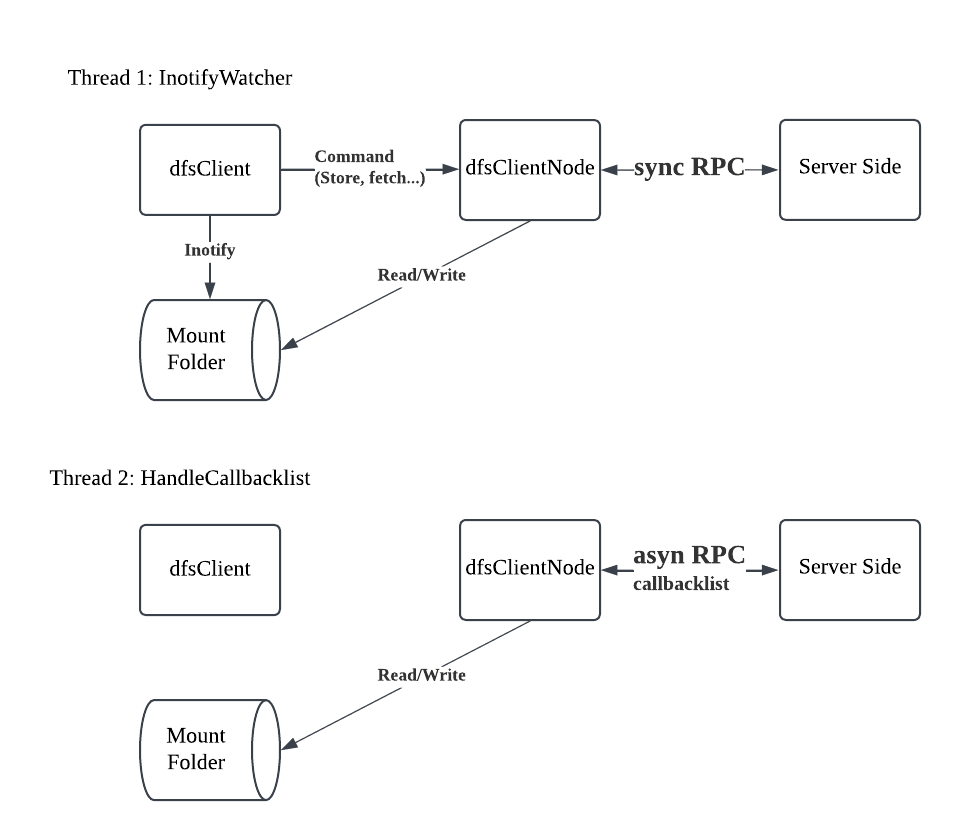 Thread 1: InotifyWatcher
dfsClient
Command
(Store, fetch...)
dfsClientNode
sync RPC
Server Side
Inotify
Read/Write
Mount
Folder
Thread 2: HandleCallbacklist
dfsClient
dfsClientNode
asyn RPC
callbacklist
Server Side
Read/Write
Mount
Folder